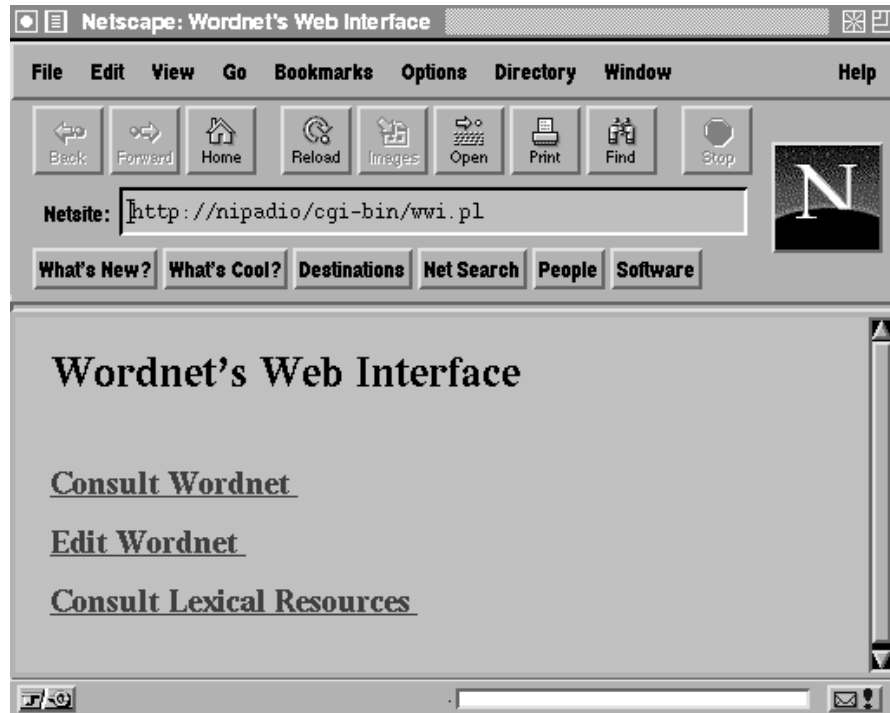 Netscape: Wordnet's Web Interface
File Edit View Go Bookmarks Options Directory Window Help
Back Forward Home Reload Images Open Print Find Stop
N
Netsite: http://nipadio/cgi-bin/wwi.pl
What's New? What's Cool? Destinations Net Search People Software
Wordnet's Web Interface
Consult Wordnet
Edit Wordnet
Consult Lexical Resources